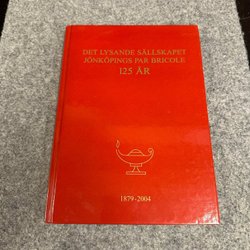 DET LYSANDE SÄLLSKAPET
JÖNKÖPINGS PAR BRICOLE
125 ÅR
1879-2004